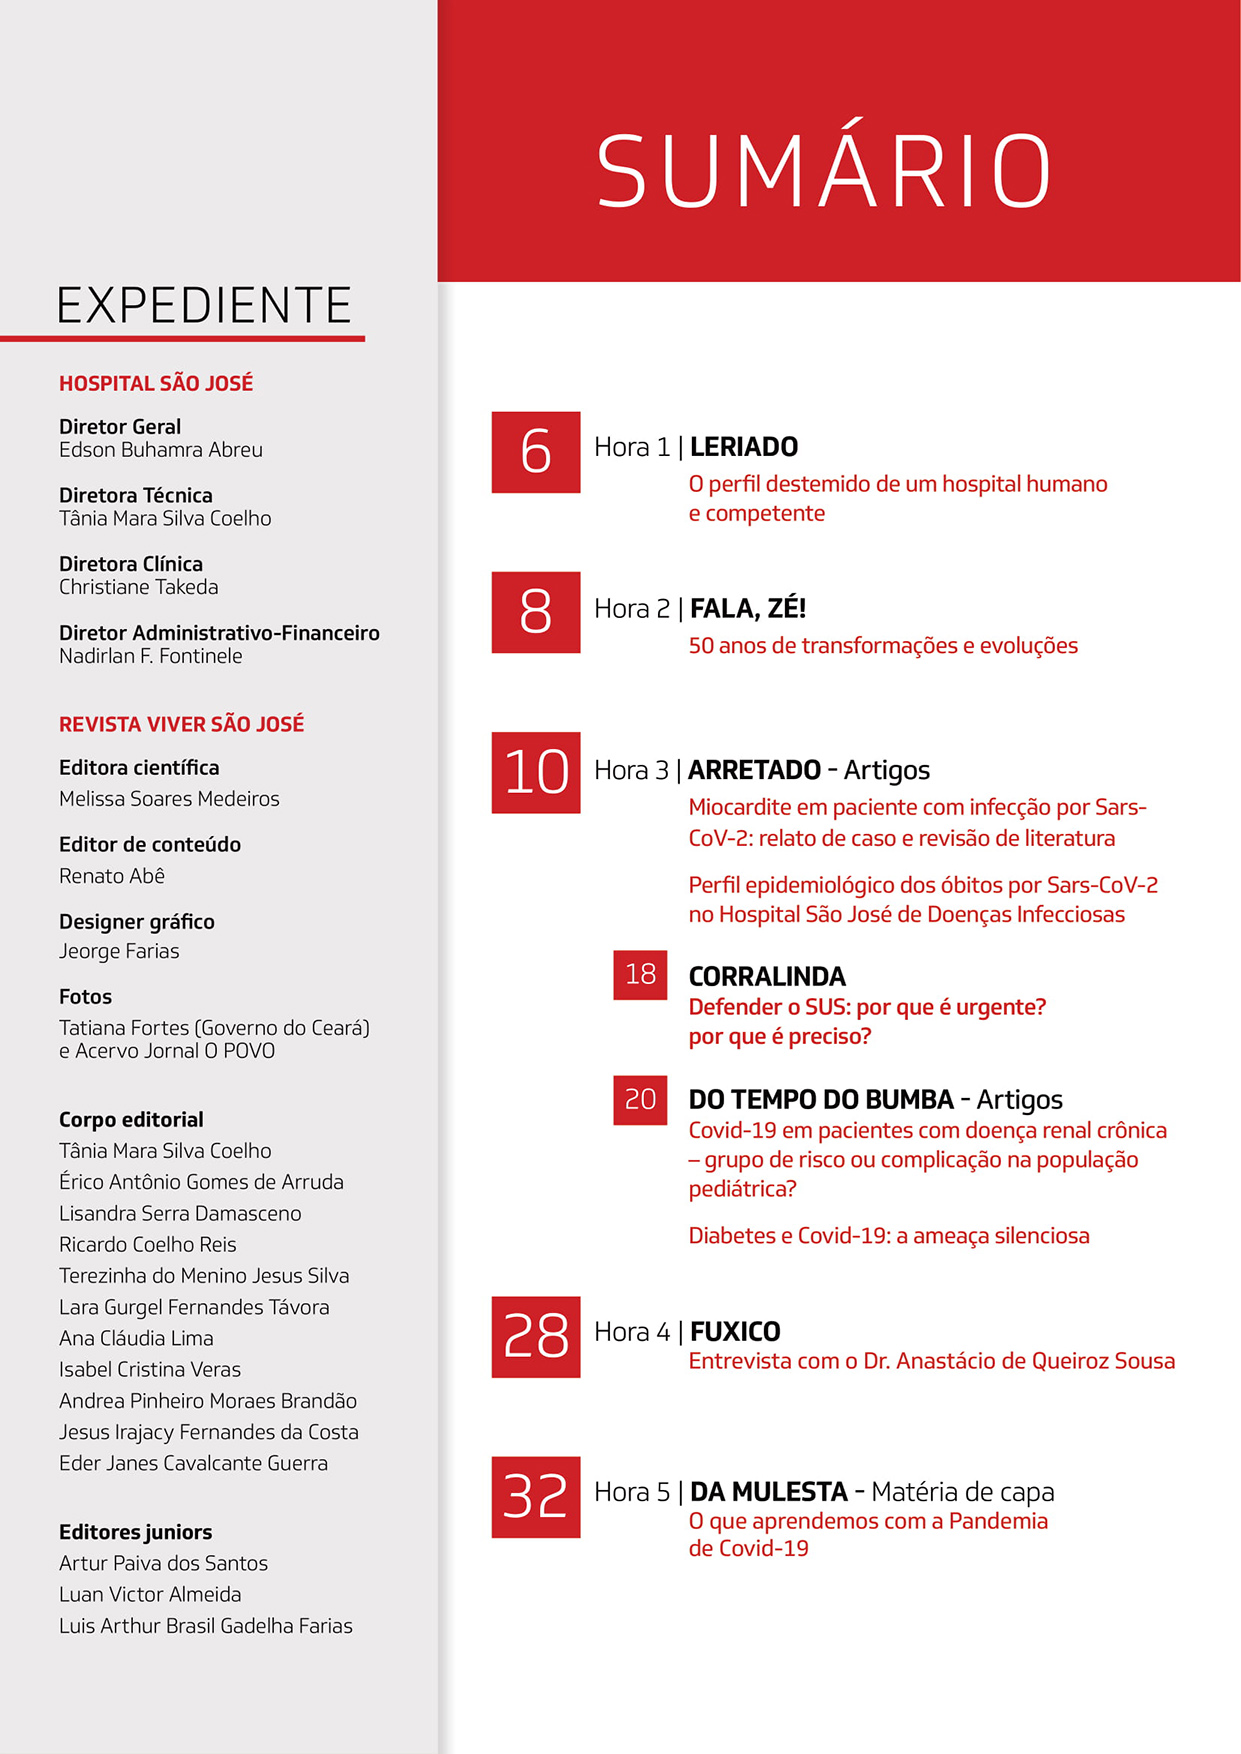 EXPEDIENTE
HOSPITAL SÃO JOSÉ
Diretor Geral
Edson Buhamra Abreu
Diretora Técnica
Tânia Mara Silva Coelho
Diretora Clínica
Christiane Takeda
Diretor Administrativo-Financeiro
Nadirlan F. Fontinele
REVISTA VIVER SÃO JOSÉ
Editora científica
Melissa Soares Medeiros
Editor de conteúdo
Renato Abê
Designer gráfico
Jeorge Farias
Fotos
Tatiana Fortes (Governo do Ceará)
e Acervo Jornal O POVO
Corpo editorial
Tânia Mara Silva Coelho
Érico Antônio Gomes de Arruda
Lisandra Serra Damasceno
Ricardo Coelho Reis
Terezinha do Menino Jesus Silva
Lara Gurgel Fernandes Távora
Ana Cláudia Lima
Isabel Cristina Veras
Andrea Pinheiro Moraes Brandão
Jesus Irajacy Fernandes da Costa
Eder Janes Cavalcante Guerra
Editores juniors
Artur Paiva dos Santos
Luan Victor Almeida
Luis Arthur Brasil Gadelha Farias
SUMÁRIO
6 Hora 1 | LERIADO
O perfil destemido de um hospital humano
e competente
8 Hora 2 | FALA, ZÉ!
50 anos de transformações e evoluções
10 Hora 3 | ARRETADO - Artigos
Miocardite em paciente com infecção por Sars-
CoV-2: relato de caso e revisão de literatura
Perfil epidemiológico dos óbitos por Sars-CoV-2
no Hospital São José de Doenças Infecciosas
18 CORRALINDA
Defender o SUS: por que é urgente?
por que é preciso?
20 DO TEMPO DO BUMBA - Artigos
Covid-19 em pacientes com doença renal crônica
– grupo de risco ou complicação na população
pediátrica?
Diabetes e Covid-19: a ameaça silenciosa
28 Hora 4 | FUXICO
Entrevista com o Dr. Anastácio de Queiroz Sousa
32 Hora 5 | DA MULESTA - Matéria de capa
O que aprendemos com a Pandemia
de Covid-19